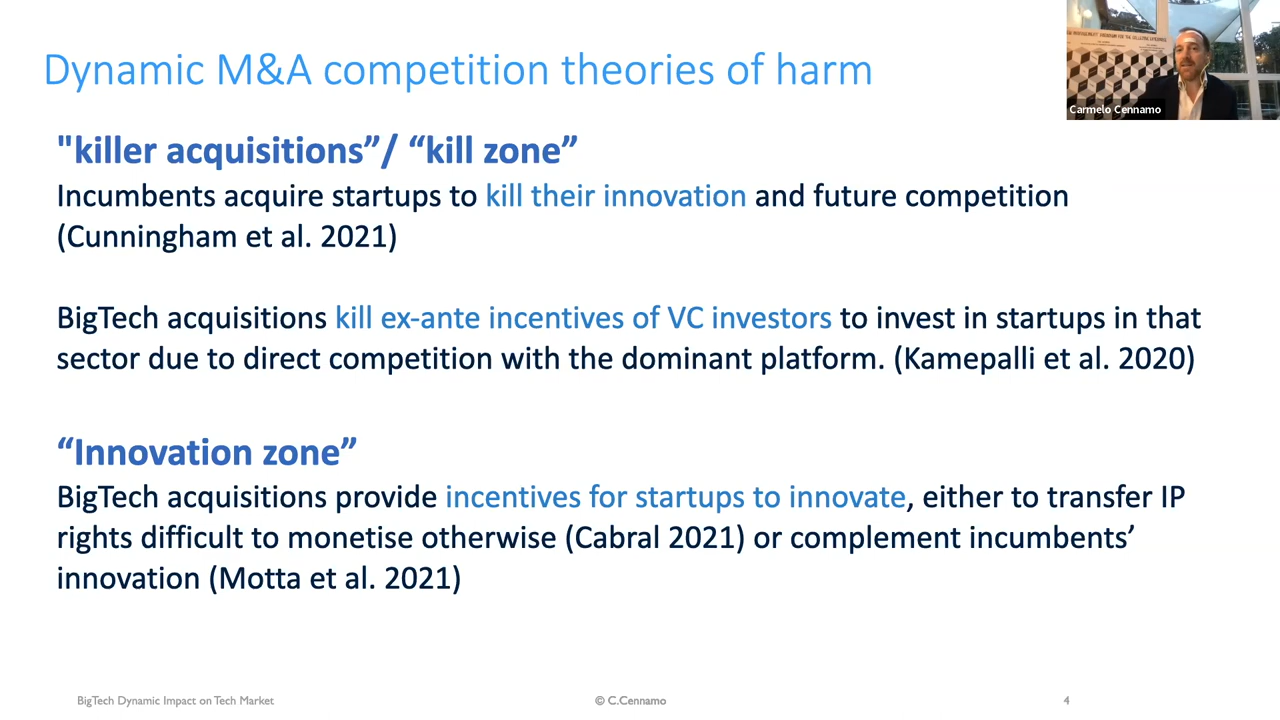 Dynamic M&A competition theories of harm
Carmelo Cennamo
"killer acquisitions”/ “kill zone”
Incumbents acquire startups to kill their innovation and future competition
(Cunningham et al. 2021)
BigTech acquisitions kill ex-ante incentives of VC investors to invest in startups in that
sector due to direct competition with the dominant platform. (Kamepalli et al. 2020)
“Innovation zone”
BigTech acquisitions provide incentives for startups to innovate, either to transfer IP
rights difficult to monetise otherwise (Cabral 2021) or complement incumbents’
innovation (Motta et al. 2021)
BigTech Dynamic Impact on Tech Market
© C.Cennamo
4